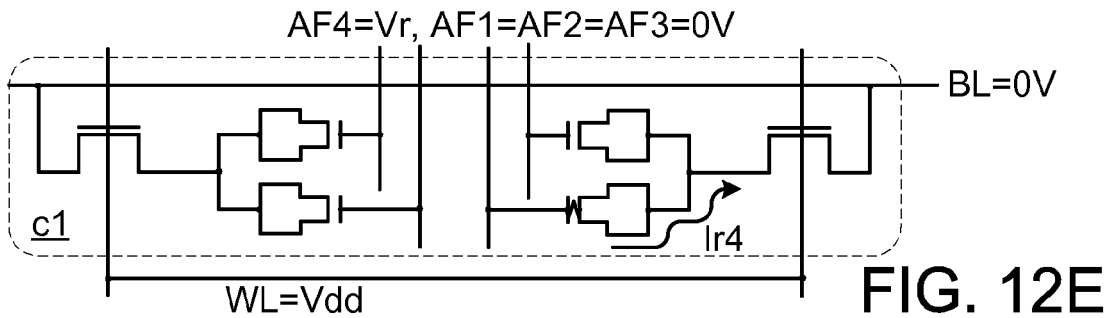 AF4=Vr, AF1=AF2=AF3=0V
BL=0V
c1
Ir4
WL=Vdd
FIG. 12E